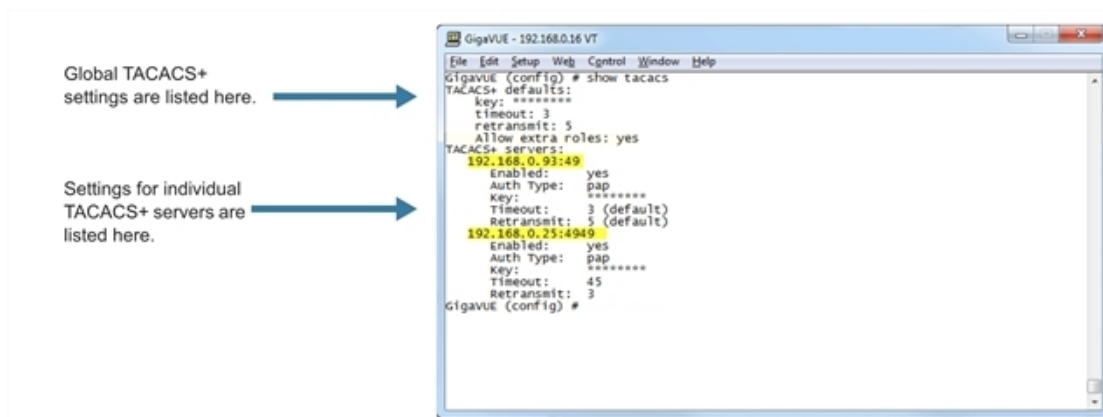 Global TACACS+
settings are listed here.
Settings for individual
TACACS+ servers are
listed here.
GigaVUE - 192.168.0.16 VT
File Edit Setup Web Control Window Help
GigaVUE (config) # show tacacs
TACACS+ defaults:
key: ********
timeout: 3
retransmit: 5
Allow extra roles: yes
TACACS+ servers:
192.168.0.93:49
Enabled: yes
Auth Type: pap
Key: ********
Timeout: 3 (default)
Retransmit: 5 (default)
192.168.0.25:4949
Enabled: yes
Auth Type: pap
Key: ********
Timeout: 45
Retransmit: 3
GigaVUE (config) #